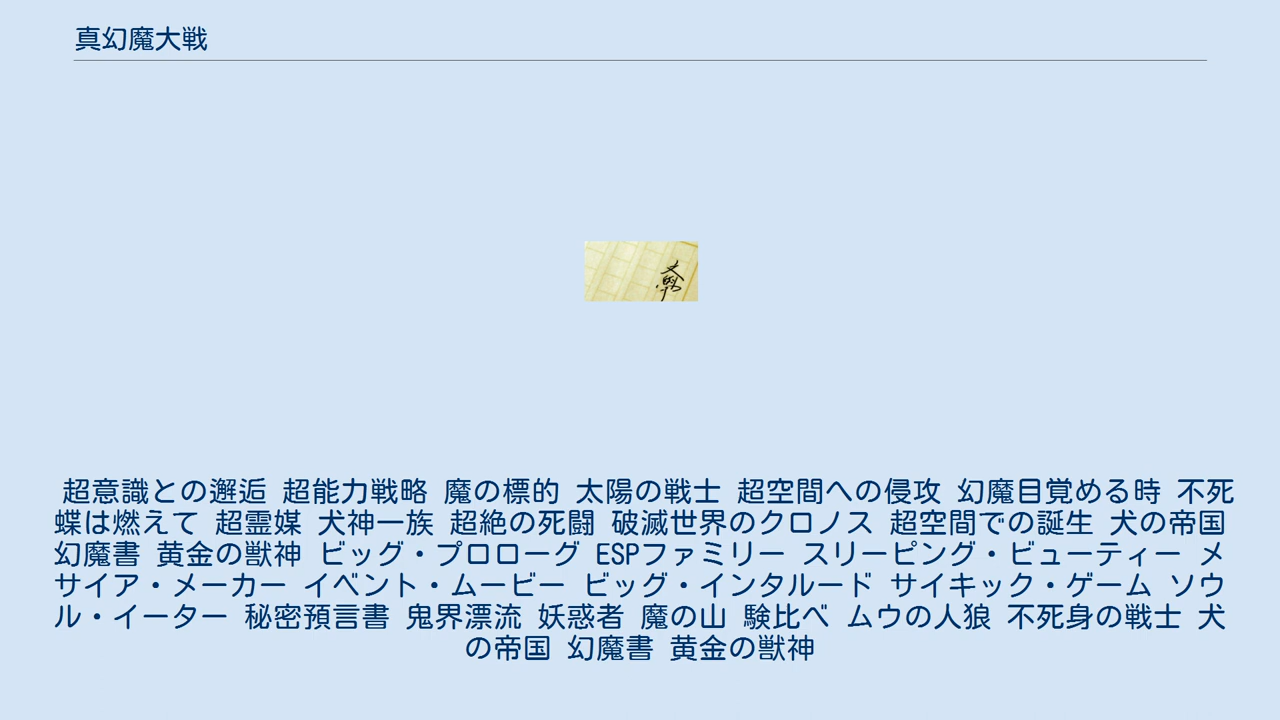 真幻魔大戦
超意識との邂逅 超能力戦略 魔の標的 太陽の戦士 超空間への侵攻 幻魔目覚める時 不死
蝶は燃えて 超霊媒 犬神一族 超絶の死闘 破滅世界のクロノス 超空間での誕生 犬の帝国
幻魔書 黄金の獣神 ビッグ・プロローグ ESPファミリー スリーピング・ビューティー メ
サイア・メーカー イベント・ムービー ビッグ・インタルード サイキック・ゲーム ソウ
ル・イーター 秘密預言書 鬼界漂流 妖惑者 魔の山 験比べ ムウの人狼 不死身の戦士 犬
の帝国 幻魔書 黄金の獣神